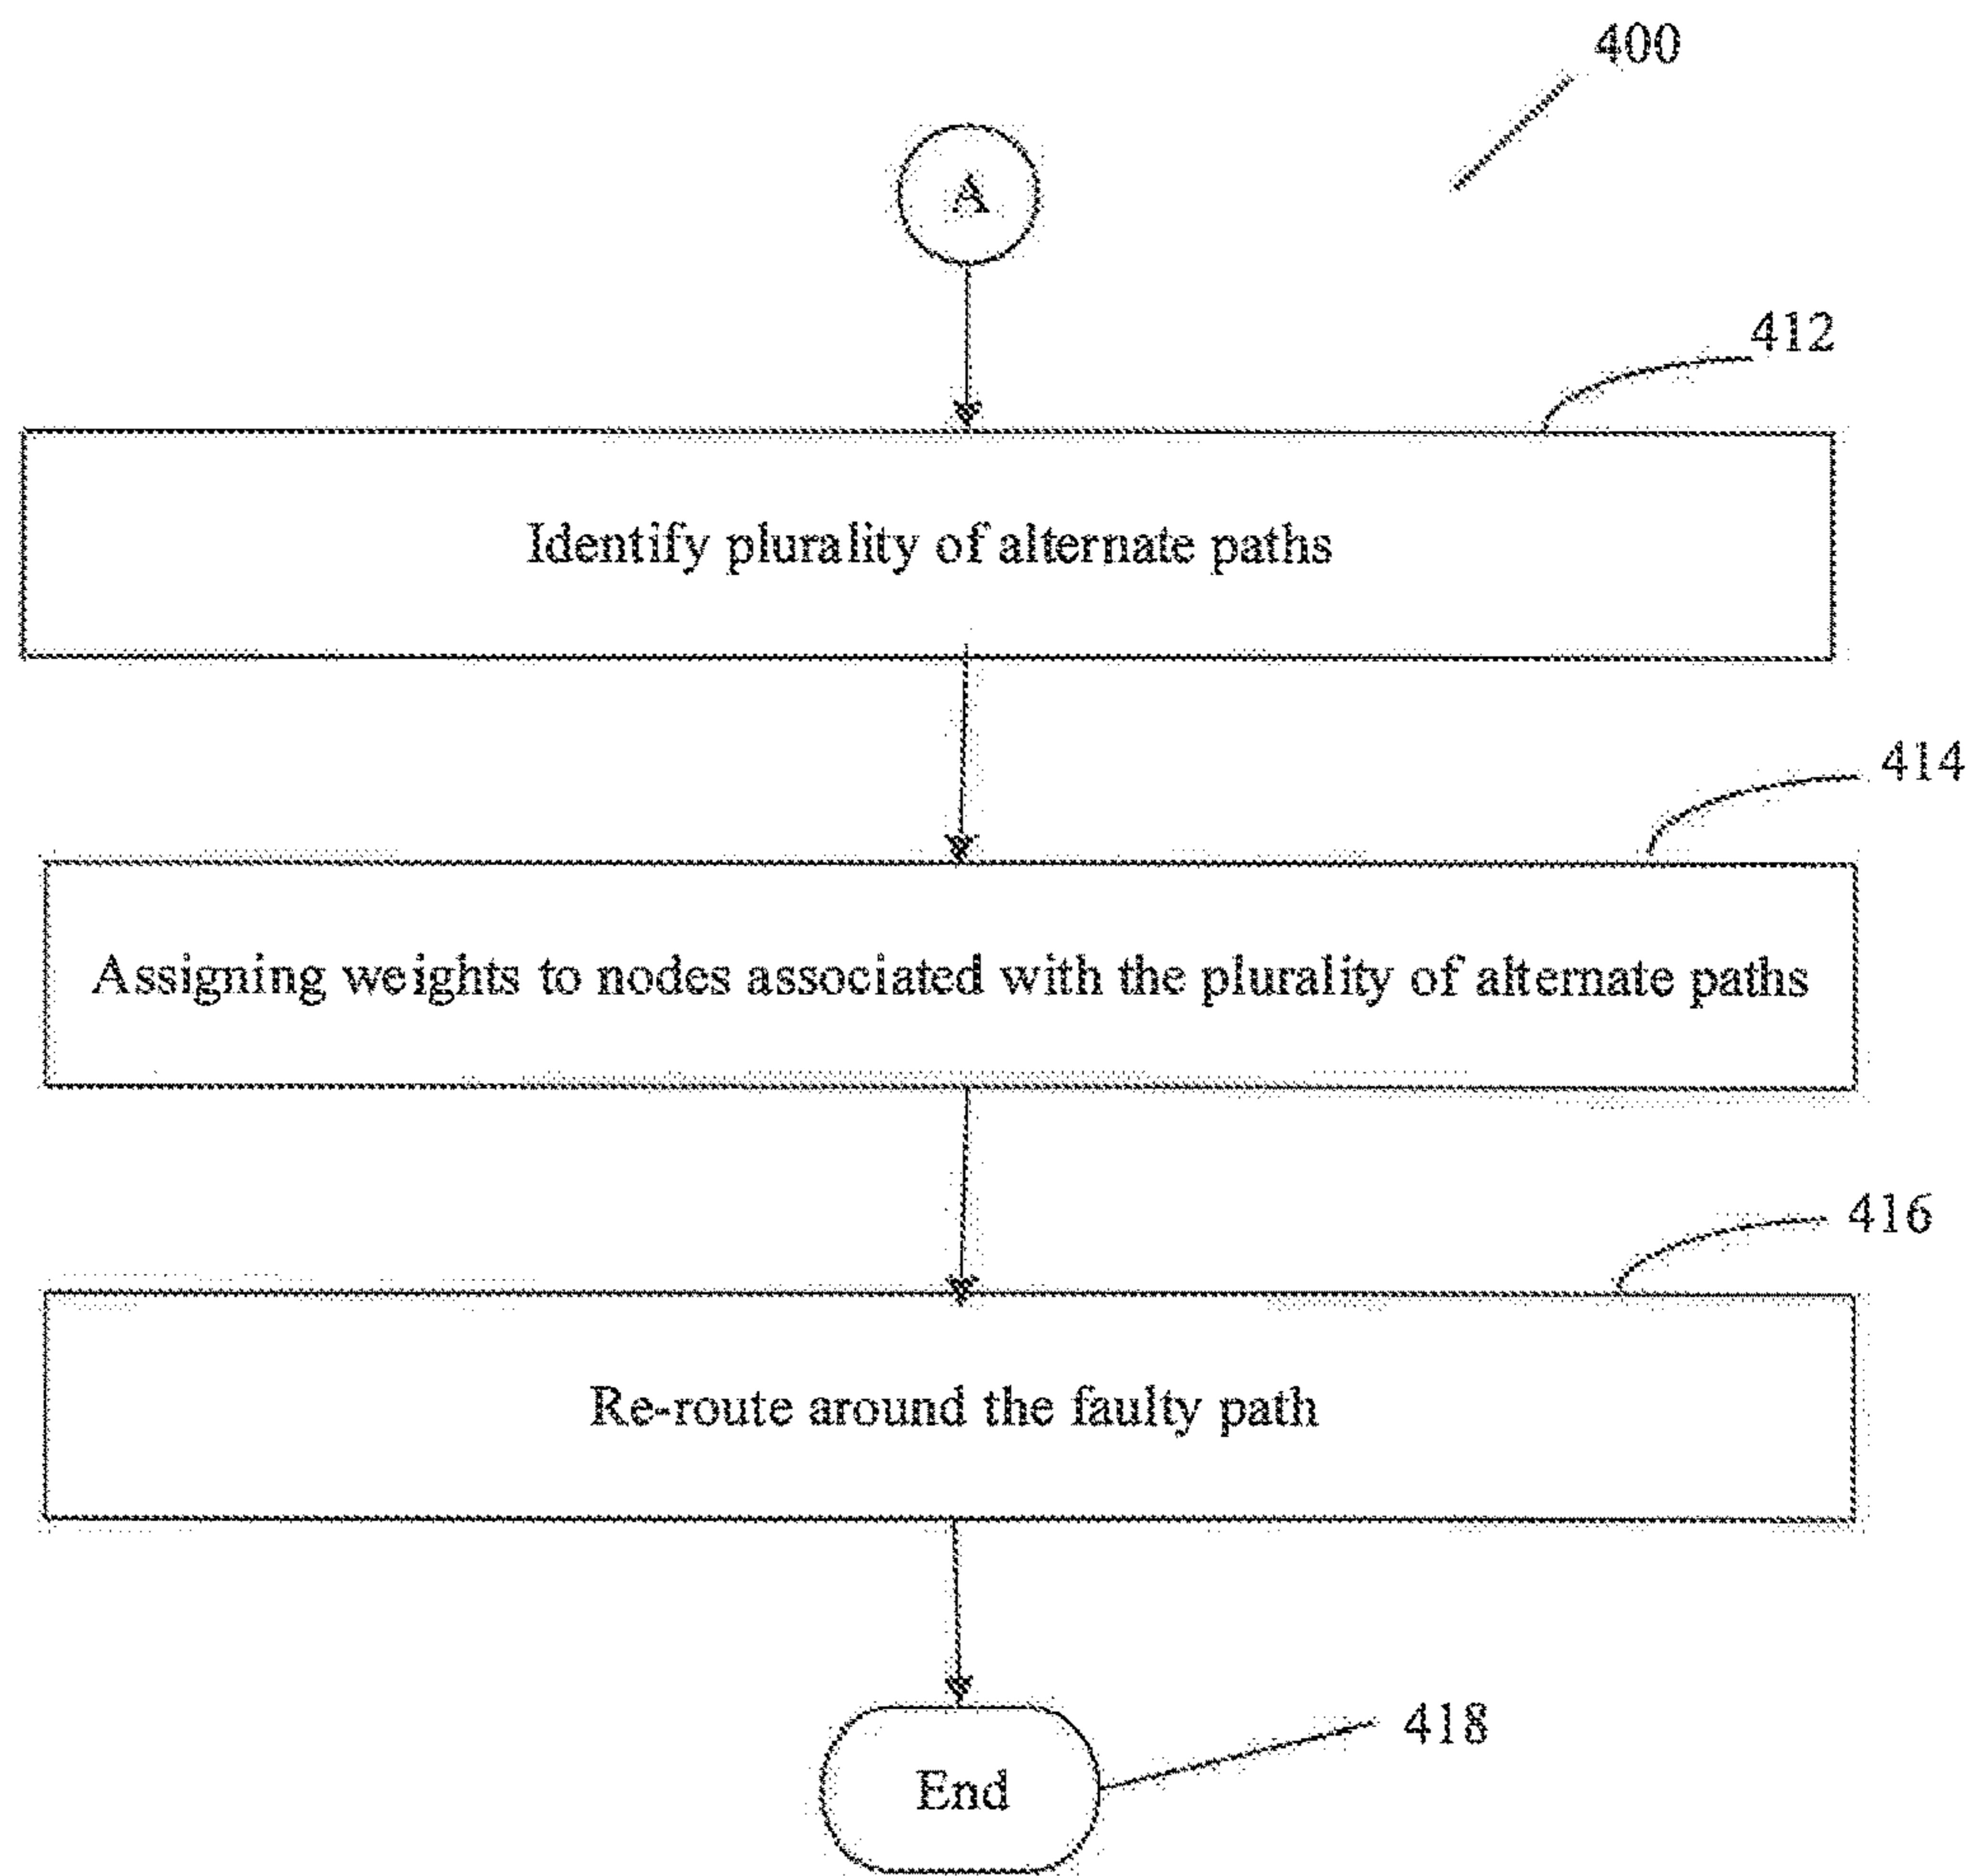 400
A
412
Identify plurality of alternate paths
414
Assigning weights to nodes associated with the plurality of alternate paths
416
Re-route around the faulty path
418
End